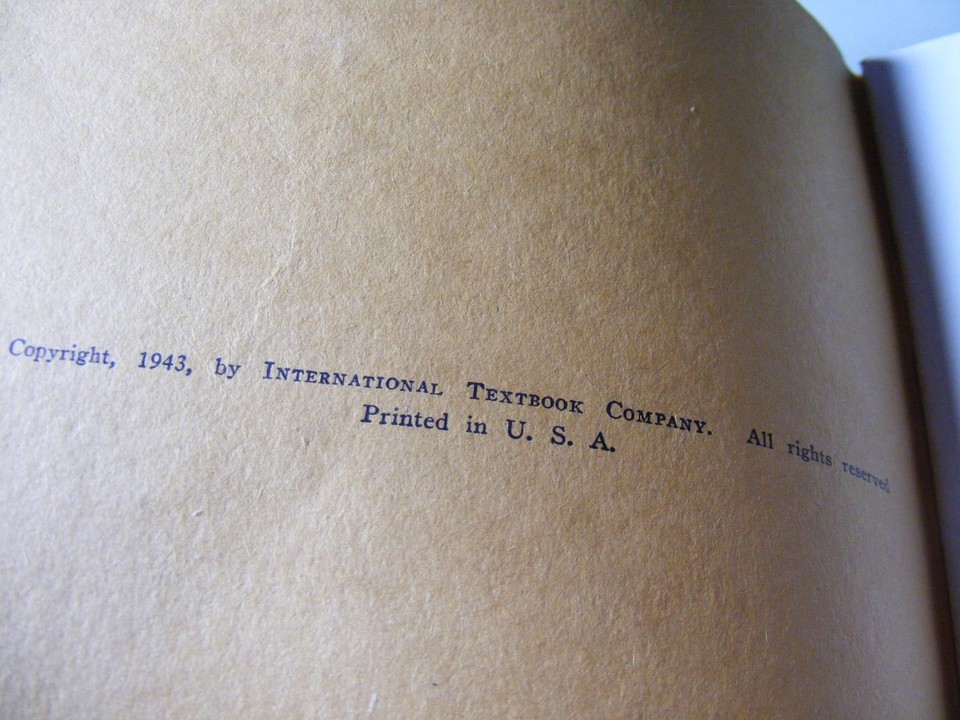 Copyright, 1943, by INTERNATIONAL TEXTBOOK COMPANY. All rights reserved
Printed in U. S. A.